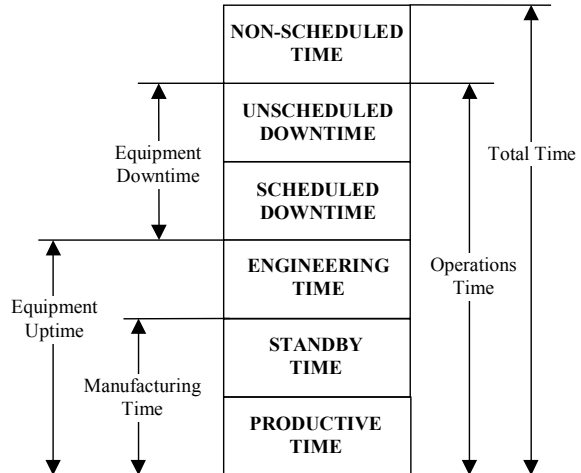 NON-SCHEDULED
TIME
UNSCHEDULED
DOWNTIME
Equipment
Downtime
Total Time
SCHEDULED
DOWNTIME
ENGINEERING
TIME
Operations
Time
Equipment
Uptime
STANDBY
TIME
Manufacturing
Time
PRODUCTIVE
TIME